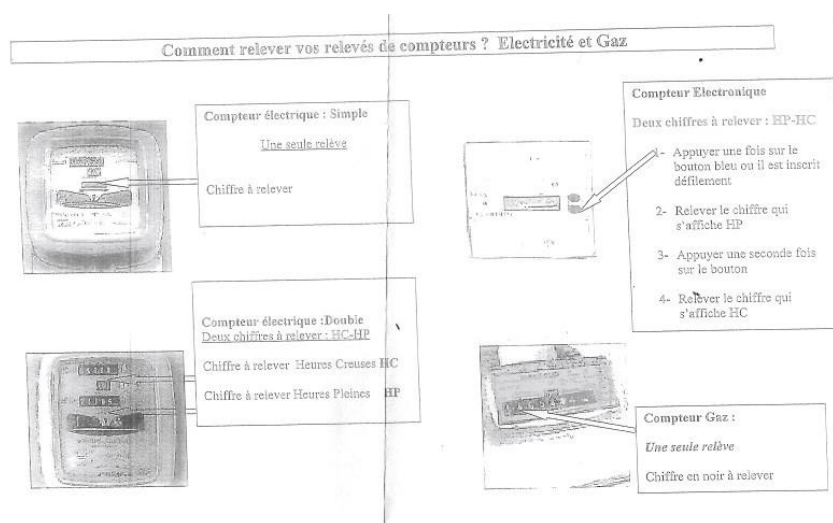 Comment relever vos relevés de compteurs ? Electricité et Gaz
Compteur électrique : Simple
Une seule relève
Chiffre à relever
Compteur électrique :Double
Deux chiffres à relever : HC-HP
Chiffre à relever Heures Creuses HC
Chiffre à relever Heures Pleines HP
Compteur Electronique
Deux chiffres à relever : HP-HC
1- Appuyer une fois sur le
bouton bleu ou il est inscrit
défilement
2- Relever le chiffre qui
s'affiche HP
3- Appuyer une seconde fois
sur le bouton
4- Relever le chiffre qui
s'affiche HC
Compteur Gaz :
Une seule relève
Chiffre en noir à relever